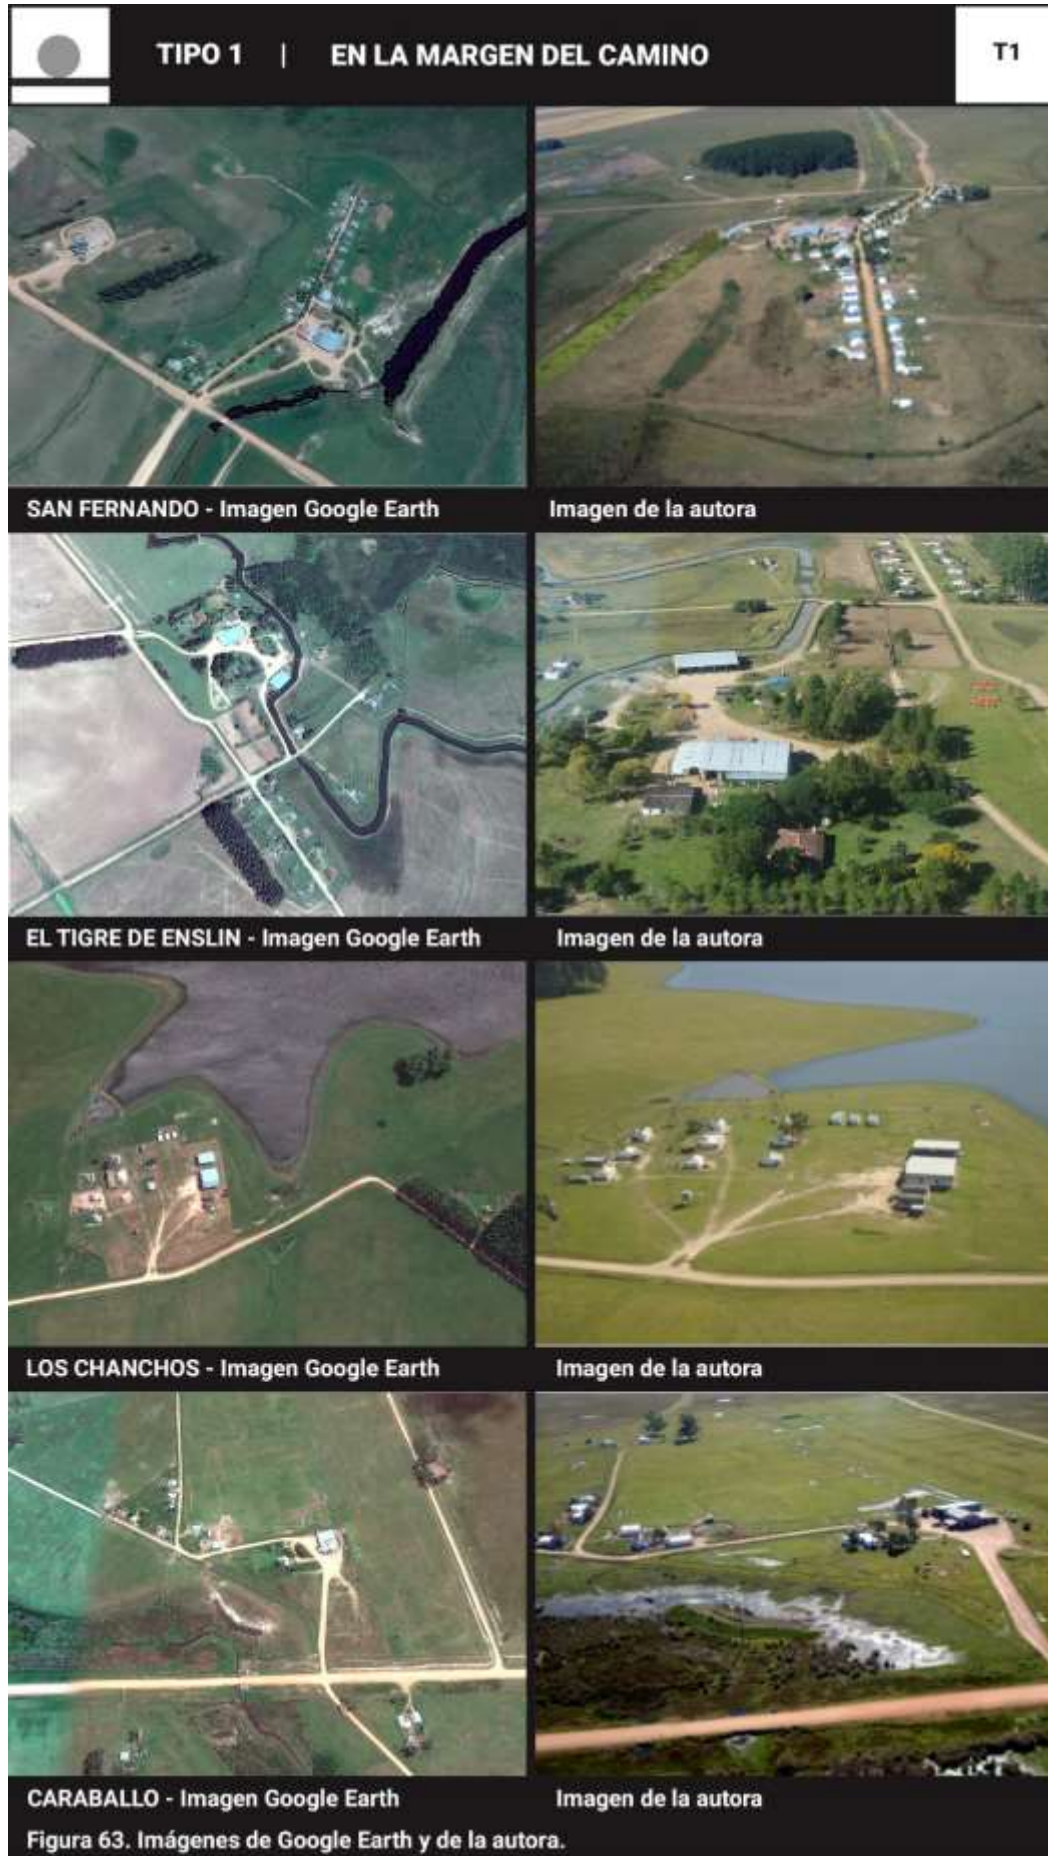 TIPO 1 | EN LA MARGEN DEL CAMINO
T1
SAN FERNANDO - Imagen Google Earth
Imagen de la autora
EL TIGRE DE ENSLIN - Imagen Google Earth
Imagen de la autora
LOS CHANCHOS - Imagen Google Earth
Imagen de la autora
CARABALLO - Imagen Google Earth
Imagen de la autora
Figura 63. Imágenes de Google Earth y de la autora.